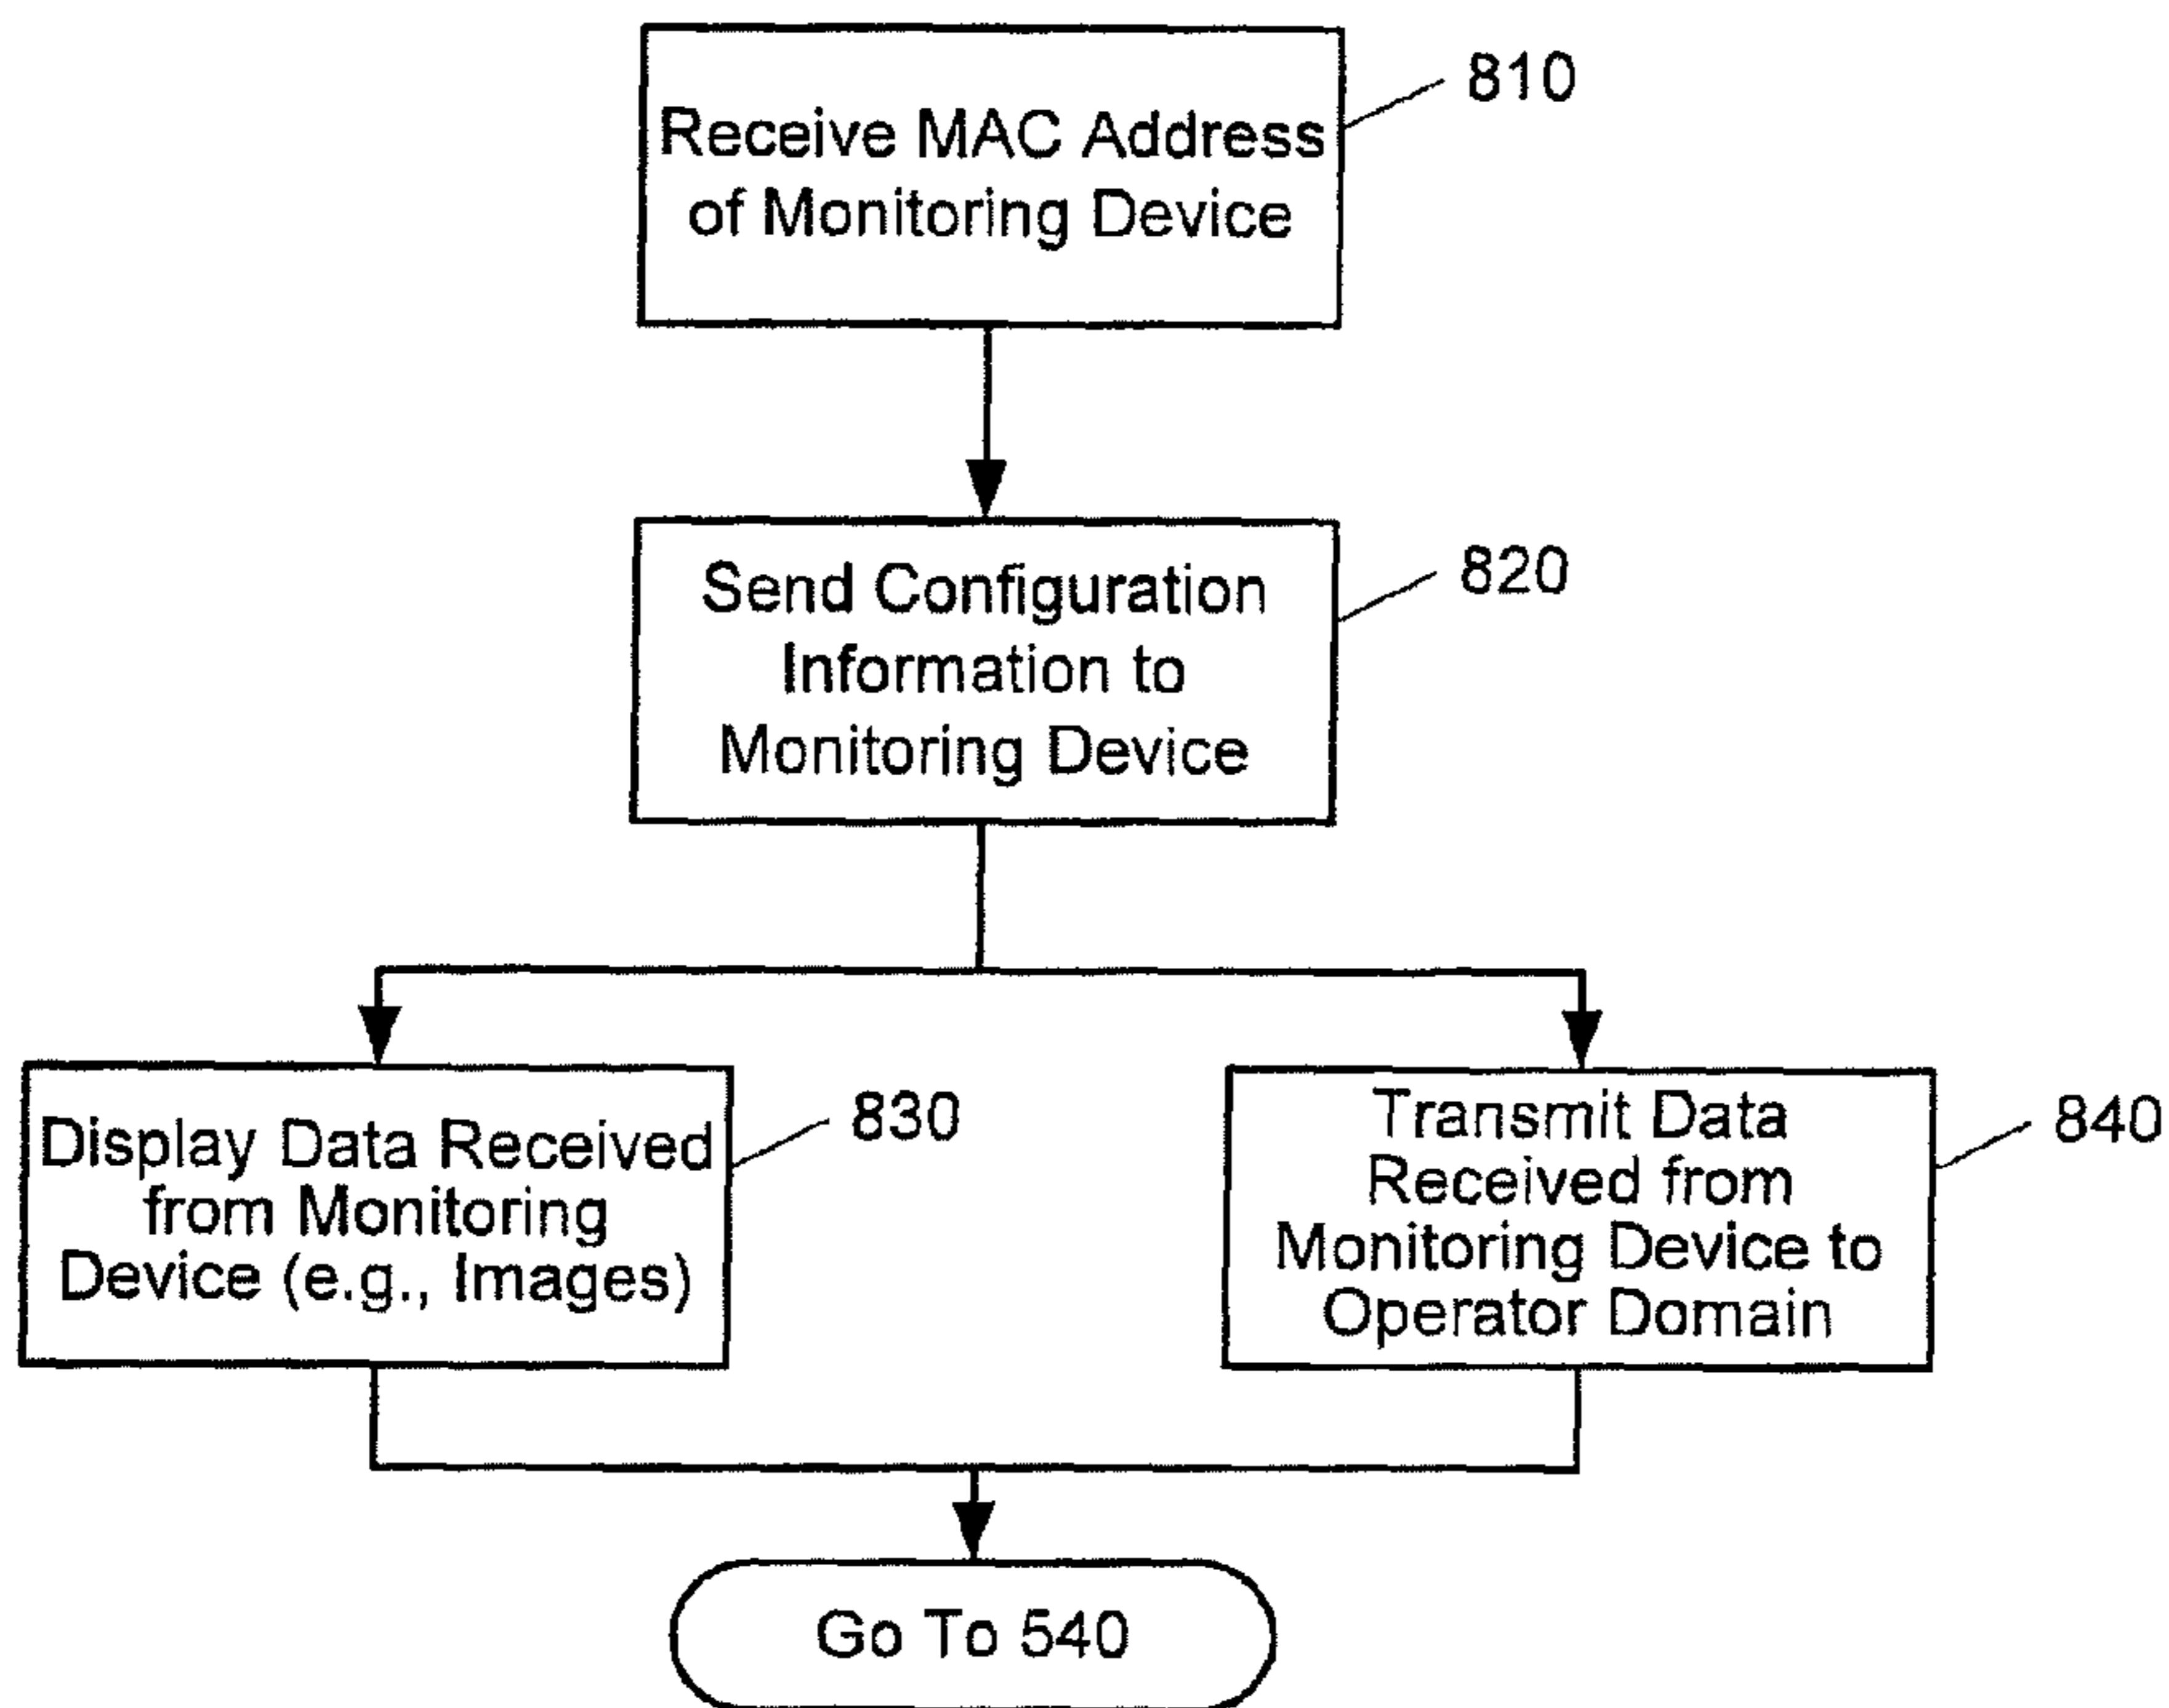 Receive MAC Address
of Monitoring Device
810
Send Configuration
Information to
Monitoring Device
820
Display Data Received
from Monitoring
Device (e.g., Images)
830
Transmit Data
Received from
Monitoring Device to
Operator Domain
840
Go To 540